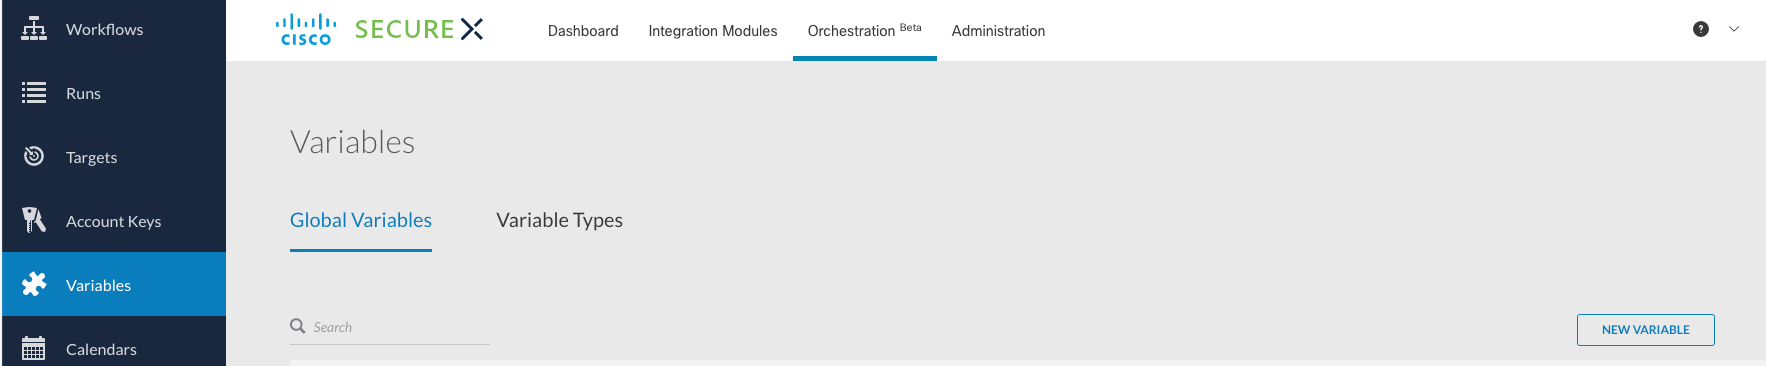 Workflows
Runs
Targets
Account Keys
Variables
Calendars
CISCO SECUREX
Dashboard Integration Modules Orchestration Beta Administration
?
Variables
Global Variables Variable Types
Search
NEW VARIABLE